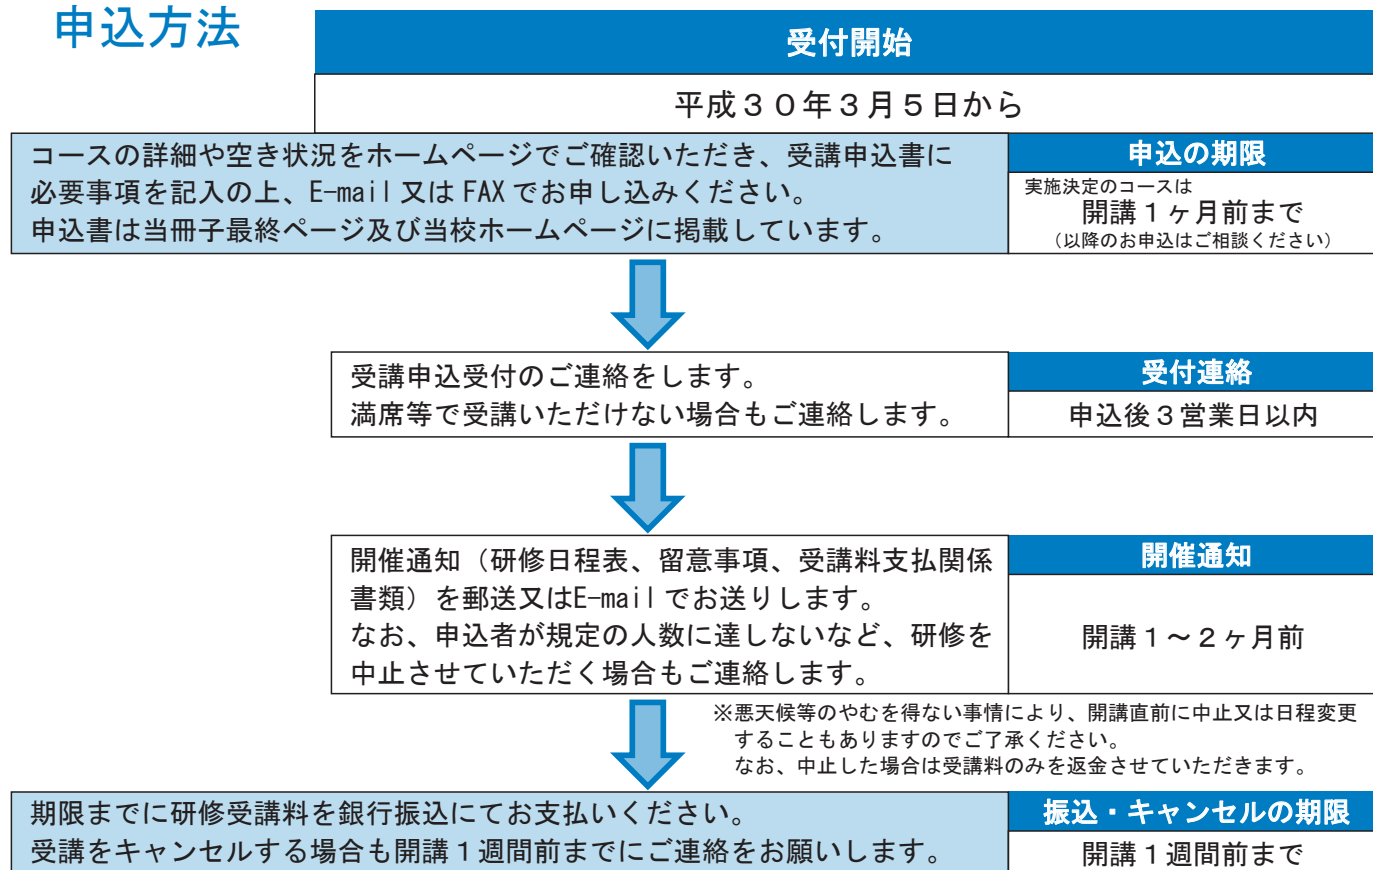 申込方法
受付開始
平成３０年３月５日から
コースの詳細や空き状況をホームページでご確認いただき、受講申込書に
必要事項を記入の上、E-mail 又は FAX でお申し込みください。
申込書は当冊子最終ページ及び当校ホームページに掲載しています。
申込の期限
実施決定のコースは
開講１ヶ月前まで
（以降のお申込はご相談ください）
受講申込受付のご連絡をします。
満席等で受講いただけない場合もご連絡します。
受付連絡
申込後３営業日以内
開催通知（研修日程表、留意事項、受講料支払関係
書類）を郵送又はE-mail でお送りします。
なお、申込者が規定の人数に達しないなど、研修を
中止させていただく場合もご連絡します。
開催通知
開講１～２ヶ月前
※悪天候等のやむを得ない事情により、開講直前に中止又は日程変更
することもありますのでご了承ください。
なお、中止した場合は受講料のみを返金させていただきます。
期限までに研修受講料を銀行振込にてお支払いください。
受講をキャンセルする場合も開講１週間前までにご連絡をお願いします。
振込・キャンセルの期限
開講１週間前まで